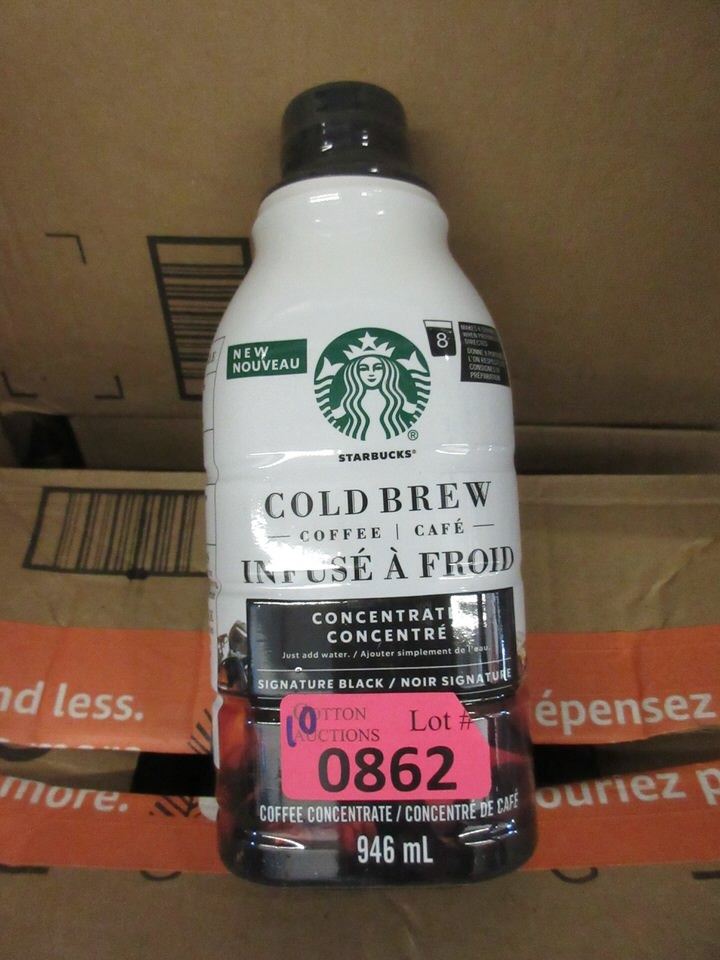 NEW
NOUVEAU
8
STARBUCKS®
COLD BREW
COFFEE | CAFÉ
INFUSÉ À FROID
CONCENTRATE
CONCENTRÉ
Just add water. / Ajouter simplement de l'eau.
SIGNATURE BLACK / NOIR SIGNATURE
10
COTTON
AUCTIONS
Lot #
0862
COFFEE CONCENTRATE / CONCENTRÉ DE CAFÉ
946 mL
nd less.
épensez
more.
ouriez p